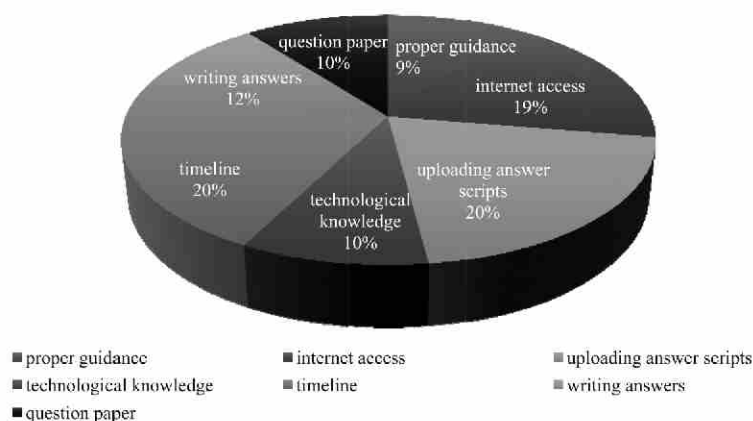 question paper
10%
proper guidance
9%
writing answers
12%
internet access
19%
timeline
20%
uploading answer
scripts
20%
technological
knowledge
10%
proper guidance
internet access
uploading answer scripts
technological knowledge
timeline
writing answers
question paper